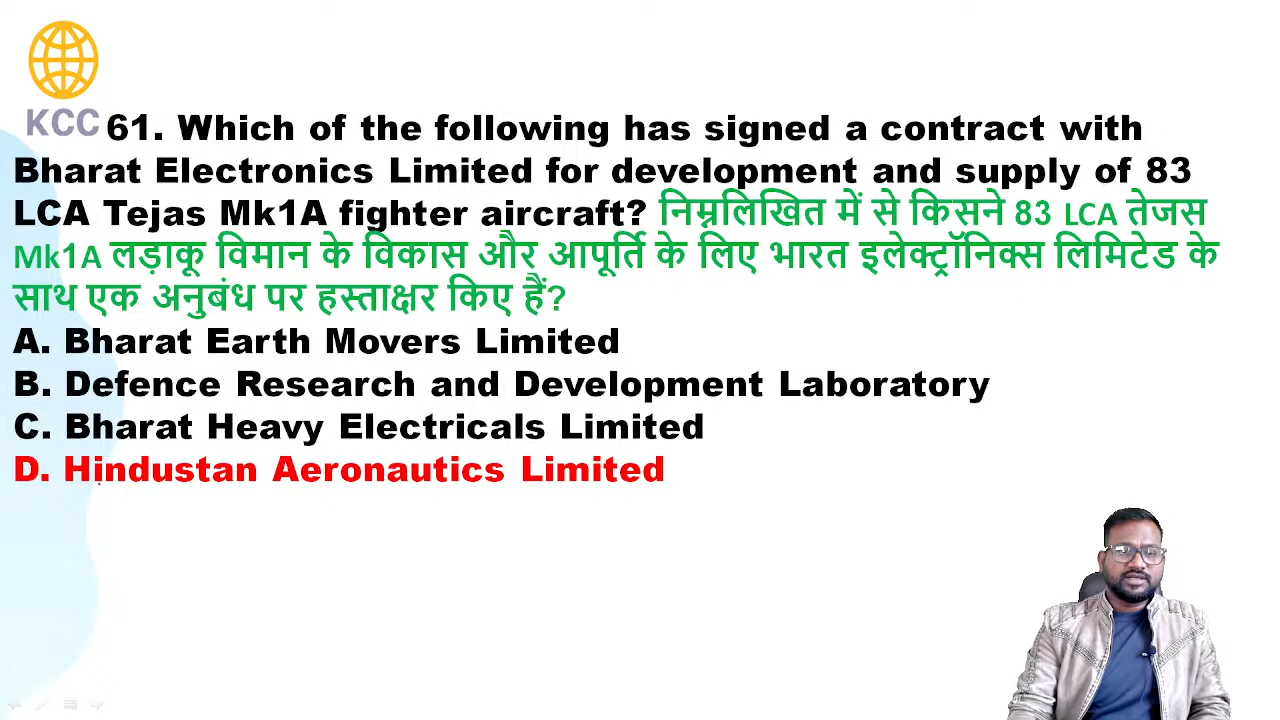 KCC
61. Which of the following has signed a contract with
Bharat Electronics Limited for development and supply of 83
LCA Tejas Mk1A fighter aircraft? निम्नलिखित में से किसने 83 LCA तेजस
Mk1A लड़ाकू विमान के विकास और आपूर्ति के लिए भारत इलेक्ट्रॉनिक्स लिमिटेड के
साथ एक अनुबंध पर हस्ताक्षर किए हैं?
A. Bharat Earth Movers Limited
B. Defence Research and Development Laboratory
C. Bharat Heavy Electricals Limited
D. Hindustan Aeronautics Limited